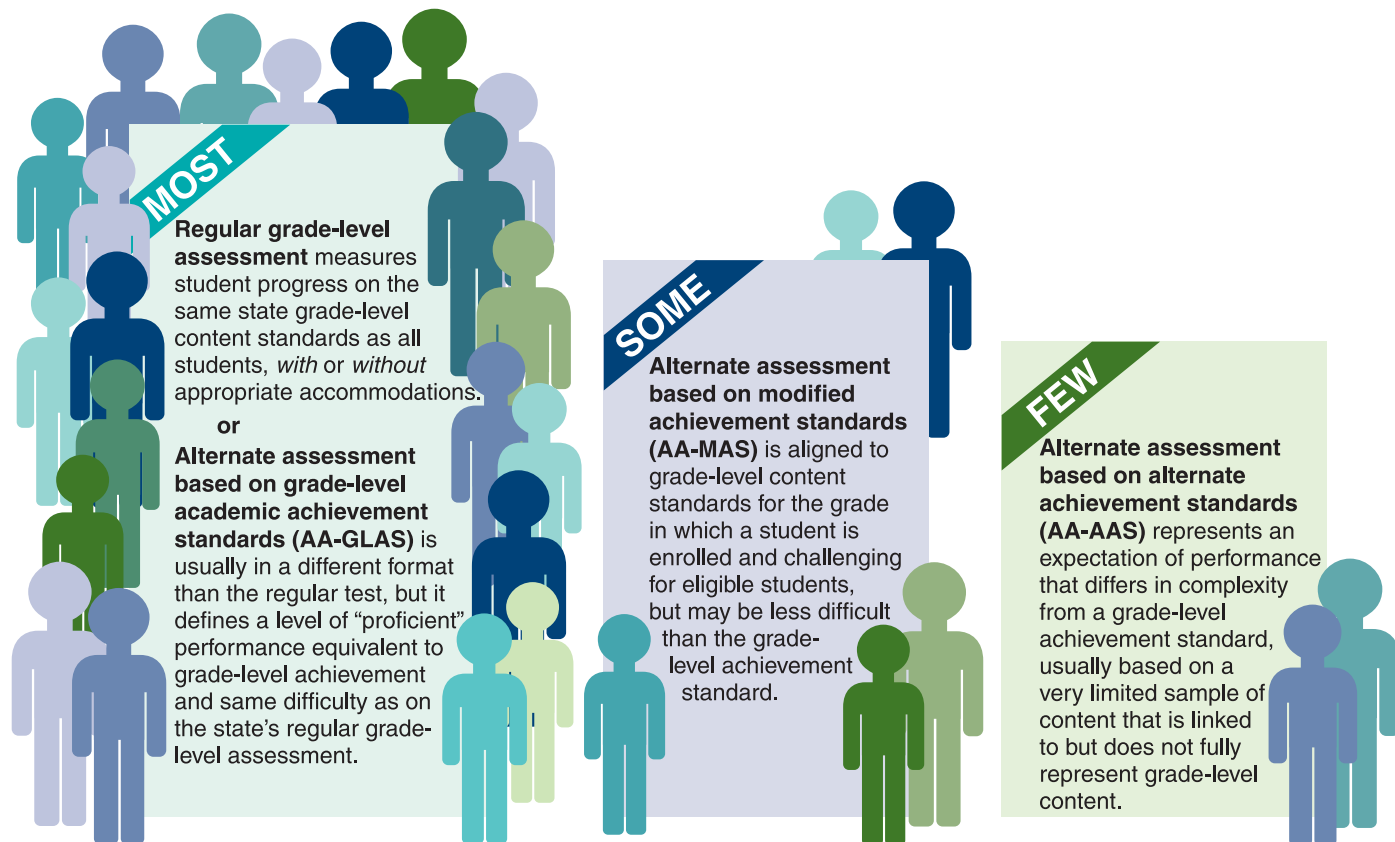 MOST
Regular grade-level
assessment measures
student progress on the
same state grade-level
content standards as all
students, with or without
appropriate accommodations.
or
Alternate assessment
based on grade-level
academic achievement
standards (AA-GLAS) is
usually in a different format
than the regular test, but it
defines a level of “proficient”
performance equivalent to
grade-level achievement
and same difficulty as on
the state’s regular grade-
level assessment.
SOME
Alternate assessment
based on modified
achievement standards
(AA-MAS) is aligned to
grade-level content
standards for the grade
in which a student is
enrolled and challenging
for eligible students,
but may be less difficult
than the grade-
level achievement
standard.
FEW
Alternate assessment
based on alternate
achievement standards
(AA-AAS) represents an
expectation of performance
that differs in complexity
from a grade-level
achievement standard,
usually based on a
very limited sample of
content that is linked
to but does not fully
represent grade-level
content.